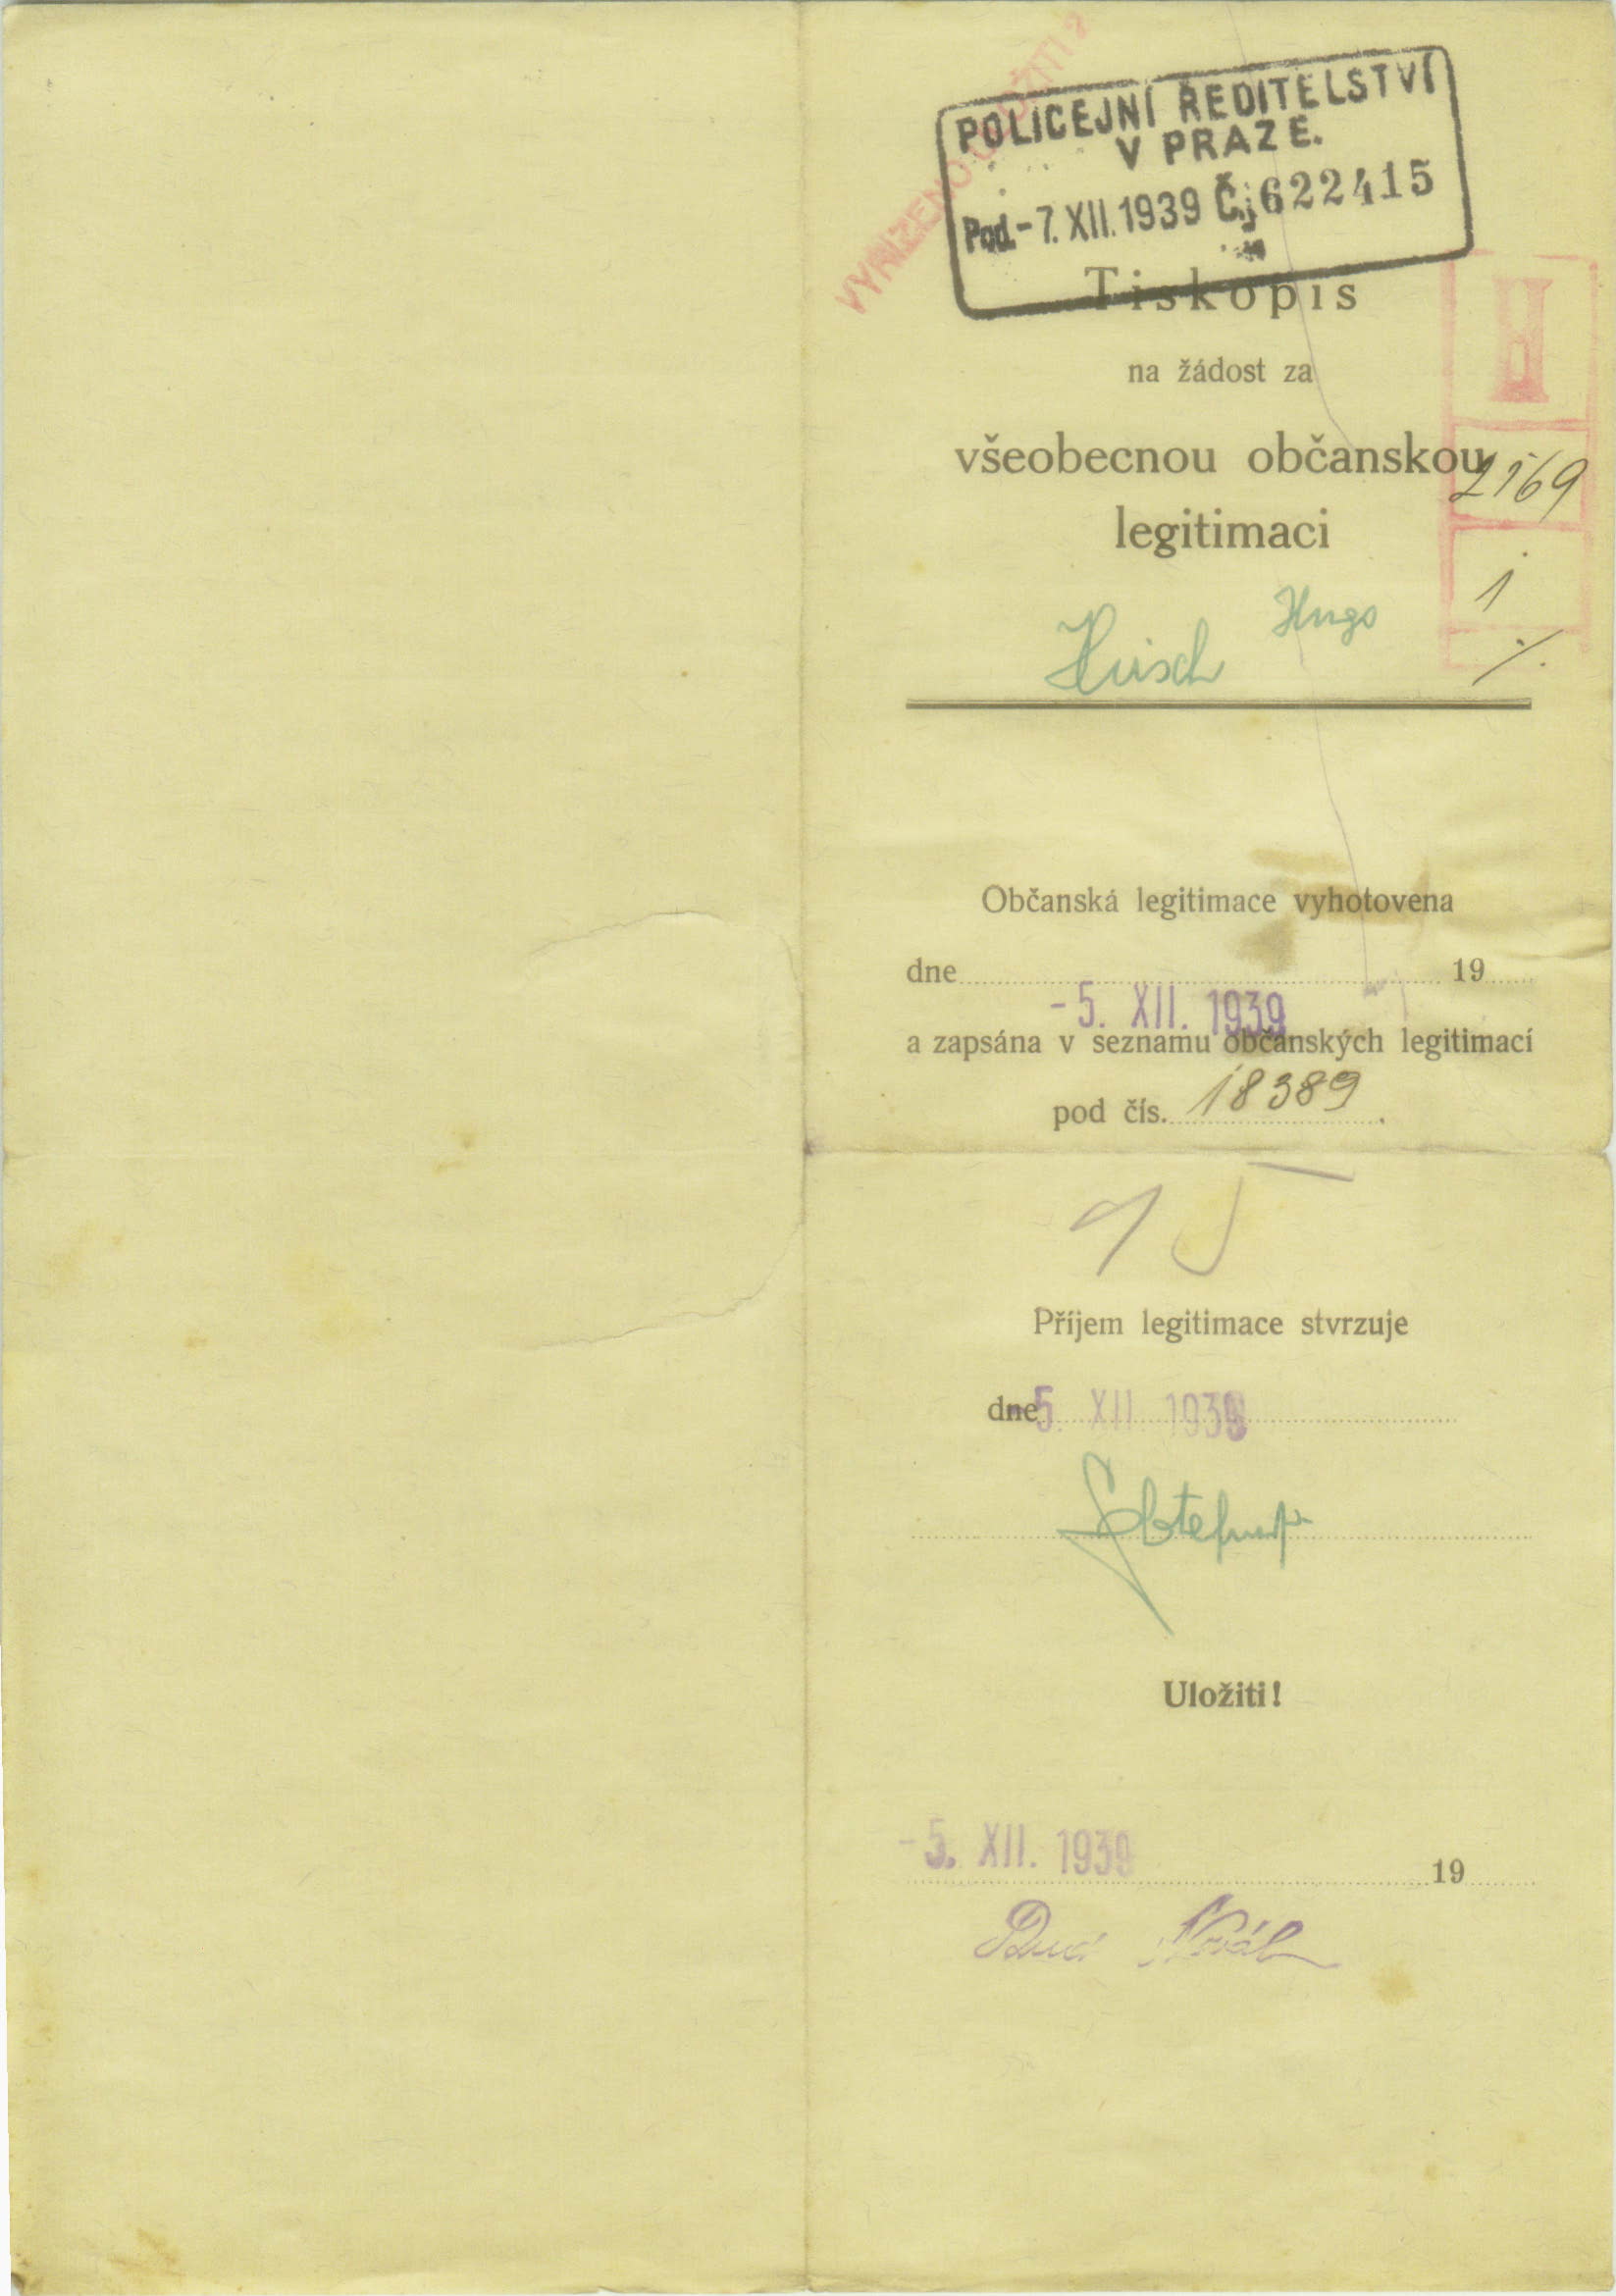 POLICEJNÍ ŘEDITELSTVÍ
V PRAZE.
Pod. - 7. XII. 1939 Čj 622415
Tiskopis
na žádost za
všeobecnou občanskou
legitimaci
2169
1
Hugo
Občanská legitimace vyhotovena
dne 19
- 5. XII. 1939
a zapsána v seznamu občanských legitimací
pod čís. 18389.
15
Příjem legitimace stvrzuje
dne 5. XII. 1939
Uložiti!
- 5. XII. 1939 19